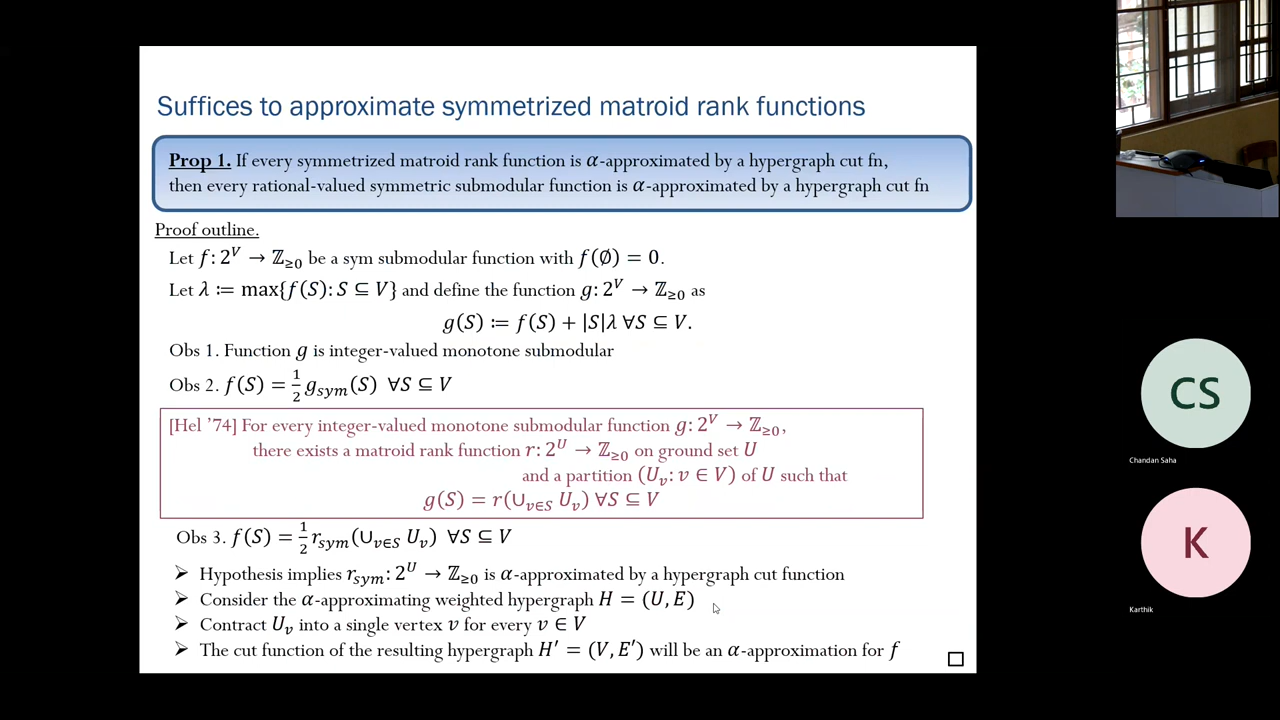 Suffices to approximate symmetrized matroid rank functions
Prop 1. If every symmetrized matroid rank function is α-approximated by a hypergraph cut fn,
then every rational-valued symmetric submodular function is α-approximated by a hypergraph cut fn
Proof outline.
Let f: 2^V → ℤ≥0 be a sym submodular function with f(∅) = 0.
Let λ ≔ max{f(S): S ⊆ V} and define the function g: 2^V → ℤ≥0 as
g(S) ≔ f(S) + |S|λ ∀S ⊆ V.
Obs 1. Function g is integer-valued monotone submodular
Obs 2. f(S) = 1/2 g_sym(S) ∀S ⊆ V
[Hel '74] For every integer-valued monotone submodular function g: 2^V → ℤ≥0,
there exists a matroid rank function r: 2^U → ℤ≥0 on ground set U
and a partition (U_v: v ∈ V) of U such that
g(S) = r(∪_{v∈S} U_v) ∀S ⊆ V
Obs 3. f(S) = 1/2 r_sym(∪_{v∈S} U_v) ∀S ⊆ V
➢ Hypothesis implies r_sym: 2^U → ℤ≥0 is α-approximated by a hypergraph cut function
➢ Consider the α-approximating weighted hypergraph H = (U, E)
➢ Contract U_v into a single vertex v for every v ∈ V
➢ The cut function of the resulting hypergraph H′ = (V, E′) will be an α-approximation for f
CS
Chandan Saha
K
Karthik